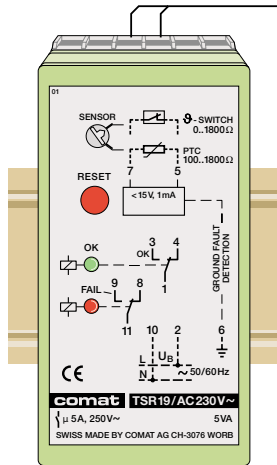 01
SENSOR
ϑ - SWITCH
0..1800Ω
PTC
100..1800Ω
7 5
RESET
<15V, 1mA
GROUND FAULT
DETECTION
OK
3 4
OK
1
FAIL
9 8
11
10 2 6
L UB
N ~ 50/60Hz
CE
comat TSR19/AC230V~
µ 5A, 250V~ 5VA
SWISS MADE BY COMAT AG CH-3076 WORB